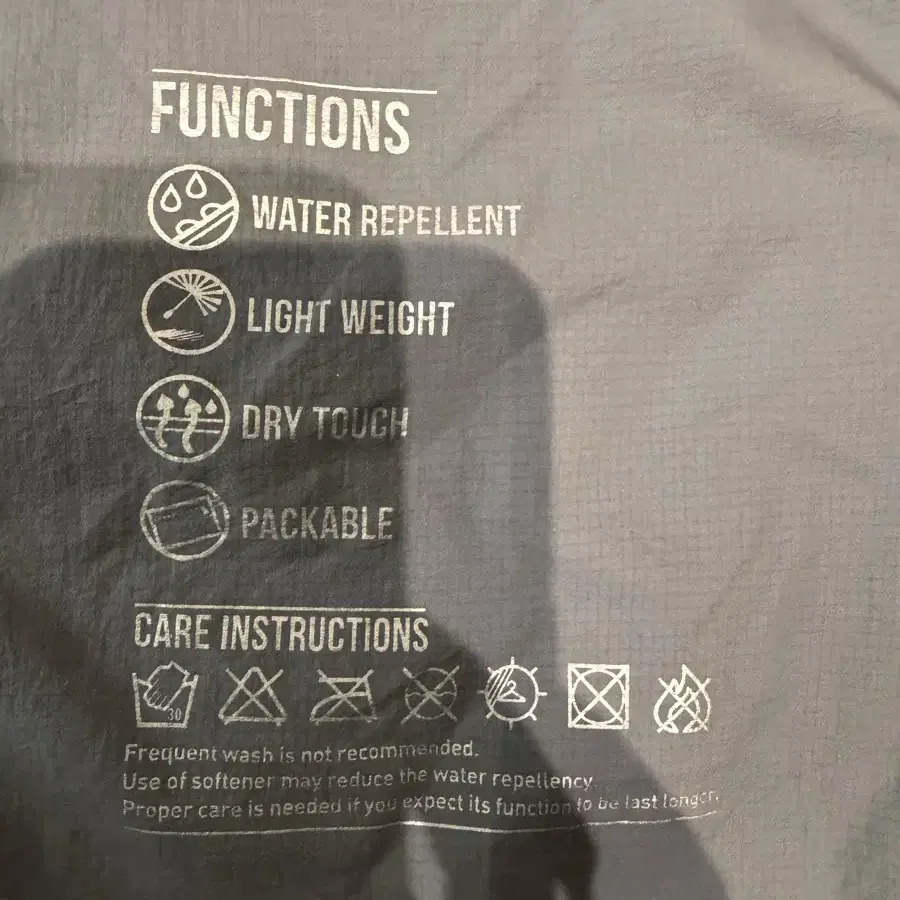 FUNCTIONS
WATER REPELLENT
LIGHT WEIGHT
DRY TOUCH
PACKABLE
CARE INSTRUCTIONS
30
Frequent wash is not recommended.
Use of softener may reduce the water repellency.
Proper care is needed if you expect its function to be last longer.